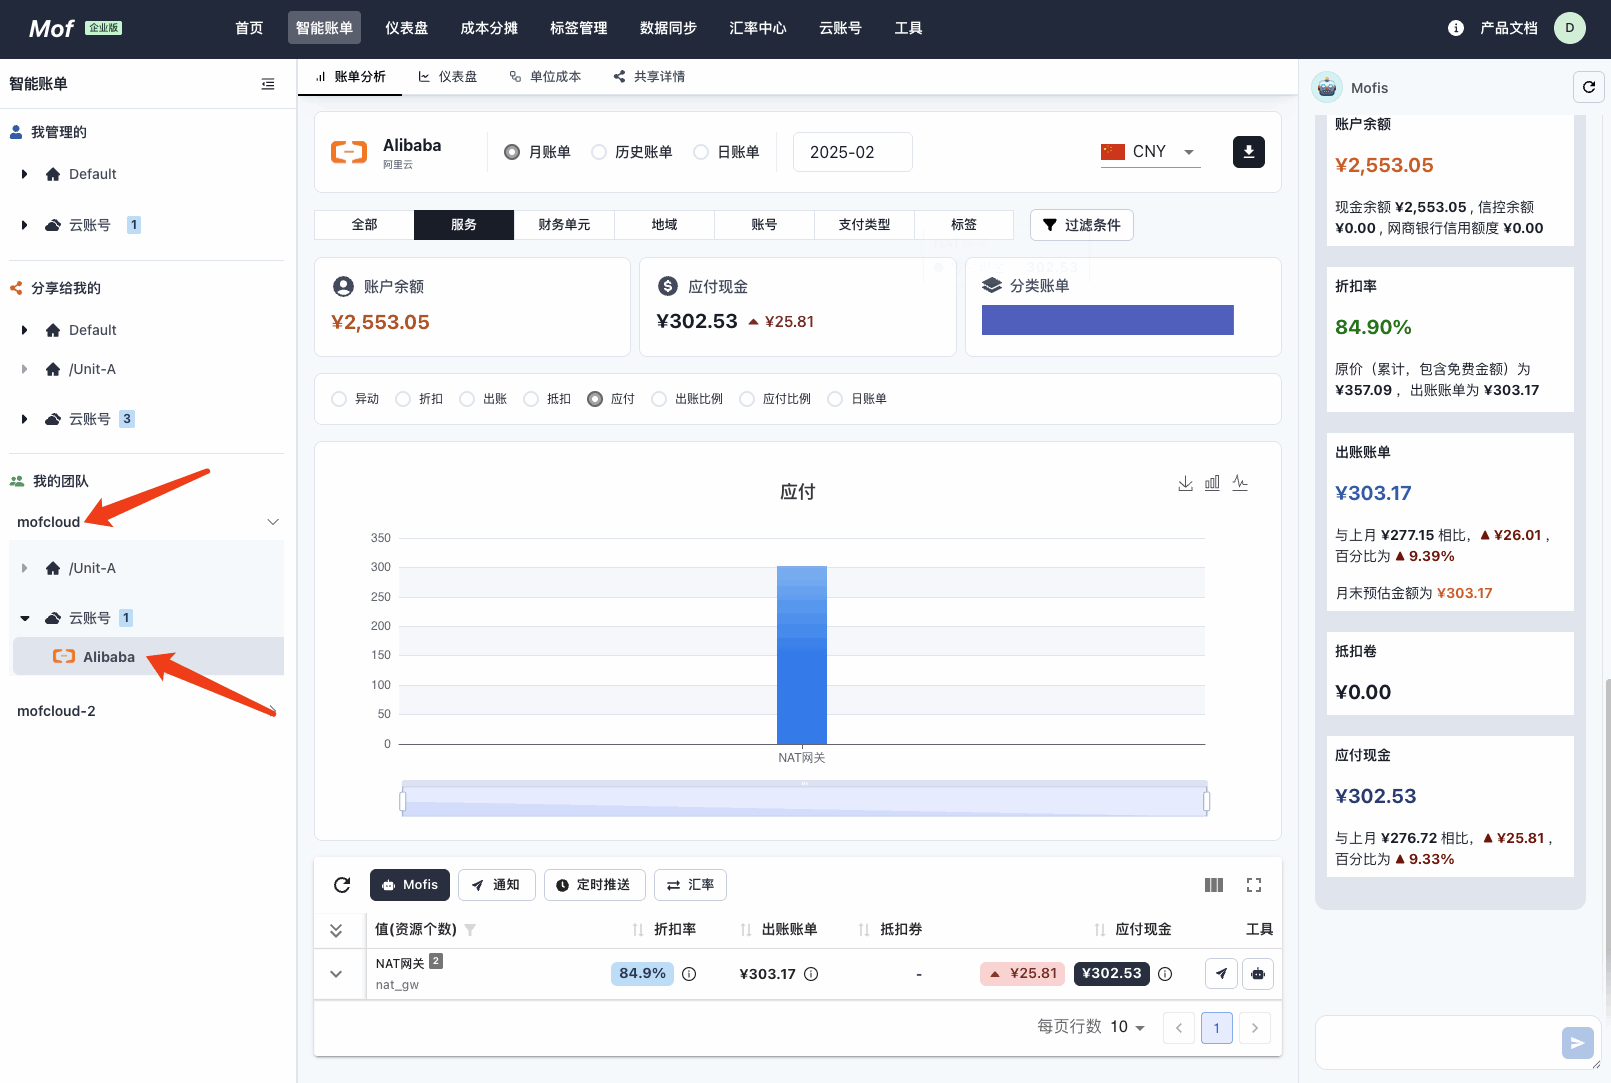 Mof 企业版 首页 智能账单 仪表盘 成本分摊 标签管理 数据同步 汇率中心 云账号 工具 产品文档 D
智能账单
我管理的
Default
云账号 1
分享给我的
Default
/Unit-A
云账号 3
我的团队
mofcloud
/Unit-A
云账号 1
Alibaba
mofcloud-2
账单分析 仪表盘 单位成本 共享详情
Alibaba
阿里云
月账单 历史账单 日账单 2025-02 CNY
全部 服务 财务单元 地域 账号 支付类型 标签 过滤条件
账户余额
¥2,553.05
应付现金
¥302.53 ¥25.81
分类账单
异动 折扣 出账 抵扣 应付 出账比例 应付比例 日账单
应付
350
300
250
200
150
100
50
0
NAT网关
Mofis 通知 定时推送 汇率
值(资源个数) 折扣率 出账账单 抵扣券 应付现金 工具
NAT网关 2
nat_gw
84.9% ¥303.17 - ¥25.81 ¥302.53
每页行数 10 1
Mofis
账户余额
¥2,553.05
现金余额 ¥2,553.05 , 信控余额
¥0.00 , 网商银行信用额度 ¥0.00
折扣率
84.90%
原价（累计，包含免费金额）为
¥357.09 ，出账账单为 ¥303.17
出账账单
¥303.17
与上月 ¥277.15 相比，▲ ¥26.01 ，
百分比为 ▲ 9.39%
月末预估金额为 ¥303.17
抵扣卷
¥0.00
应付现金
¥302.53
与上月 ¥276.72 相比，▲ ¥25.81 ，
百分比为 ▲ 9.33%